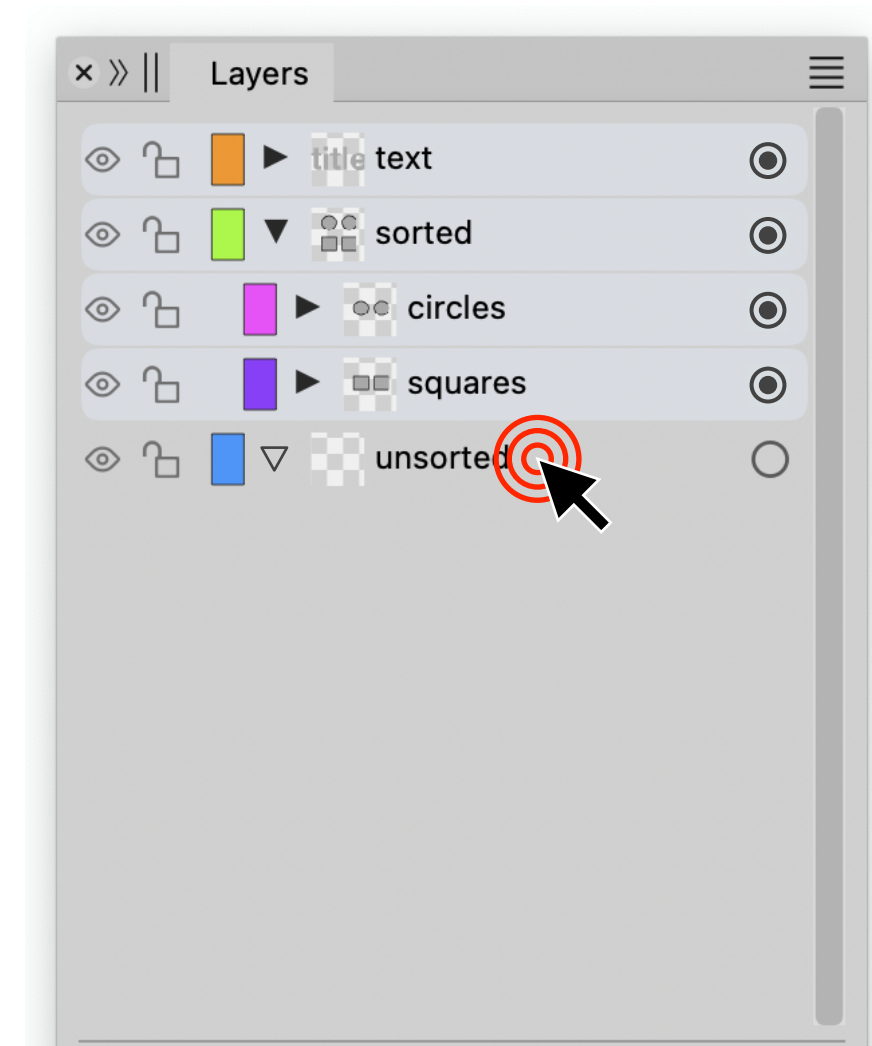 Layers
title text
sorted
circles
squares
unsorted